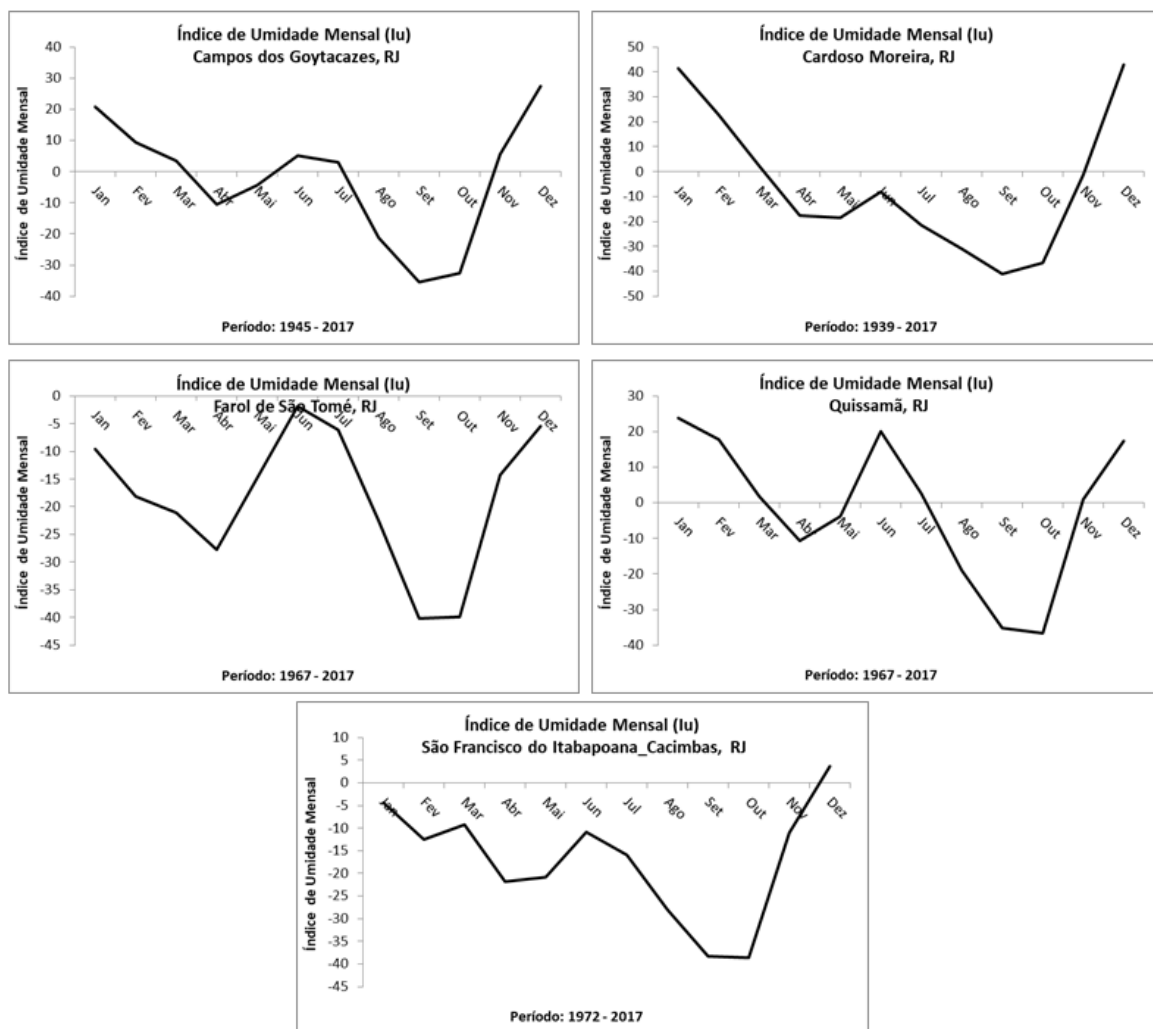 Índice de Umidade Mensal (Iu)
Campos dos Goytacazes, RJ
Índice de Umidade Mensal
40
30
20
10
0
-10
-20
-30
-40
Jan Fev Mar Abr Mai Jun Jul Ago Set Out Nov Dez
Período: 1945 - 2017
Índice de Umidade Mensal (Iu)
Cardoso Moreira, RJ
Índice de Umidade Mensal
50
40
30
20
10
0
-10
-20
-30
-40
-50
Jan Fev Mar Abr Mai Jun Jul Ago Set Out Nov Dez
Período: 1939 - 2017
Índice de Umidade Mensal (Iu)
Farol de São Tomé, RJ
Índice de Umidade Mensal
0
-5
-10
-15
-20
-25
-30
-35
-40
-45
Jan Fev Mar Abr Mai Jun Jul Ago Set Out Nov Dez
Período: 1967 - 2017
Índice de Umidade Mensal (Iu)
Quissamã, RJ
Índice de Umidade Mensal
30
20
10
0
-10
-20
-30
-40
Jan Fev Mar Abr Mai Jun Jul Ago Set Out Nov Dez
Período: 1967 - 2017
Índice de Umidade Mensal (Iu)
São Francisco do Itabapoana_Cacimbas, RJ
Índice de Umidade Mensal
10
5
0
-5
-10
-15
-20
-25
-30
-35
-40
-45
Jan Fev Mar Abr Mai Jun Jul Ago Set Out Nov Dez
Período: 1972 - 2017